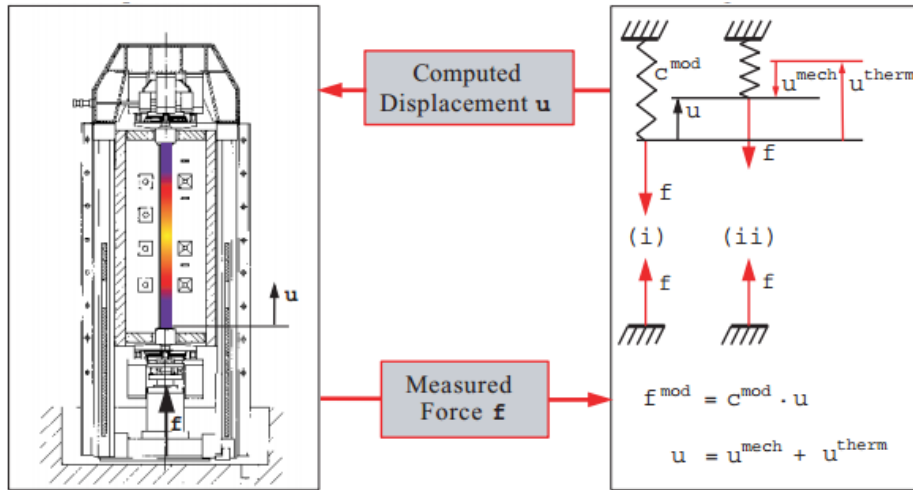 Computed
Displacement u
c^mod
u^mech
u^therm
u
f
f
(i) (ii)
f f
u
f
Measured
Force f
f^mod = c^mod · u
u = u^mech + u^therm